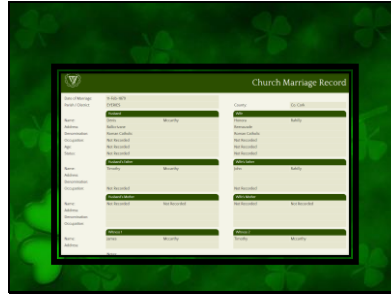 Church Marriage Record
Date of Marriage
Parish / District EYERIES County Co. Cork
Husband Wife
Name Denis Mccarthy
Address
Denomination Roman Catholic Roman Catholic
Occupation Not Recorded Not Recorded
Age Not Recorded Not Recorded
Status Not Recorded Not Recorded
Husband's Father Wife's Father
Name Timothy Mccarthy John
Address
Denomination
Occupation Not Recorded Not Recorded
Husband's Mother Wife's Mother
Name Not Recorded Not Recorded Not Recorded Not Recorded
Address
Denomination
Occupation
Witness 1 Witness 2
Name James Mccarthy Timothy Mccarthy
Address